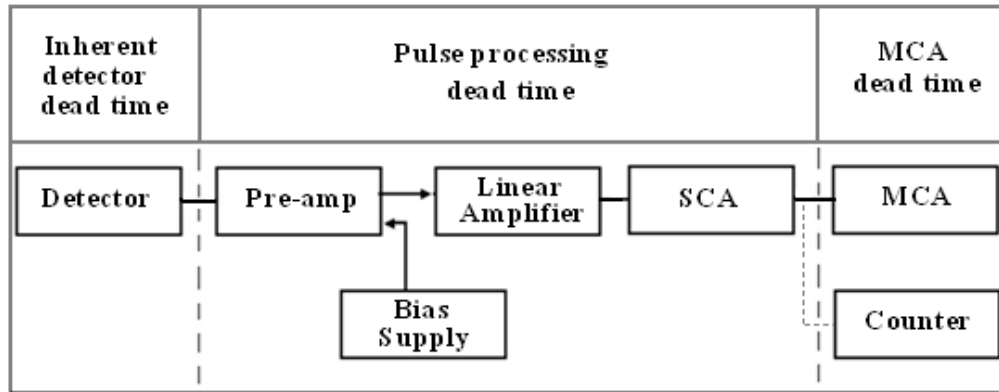 Inherent
detector
dead time
Pulse processing
dead time
MCA
dead time
Detector
Pre-amp
Linear
Amplifier
SCA
MCA
Bias
Supply
Counter